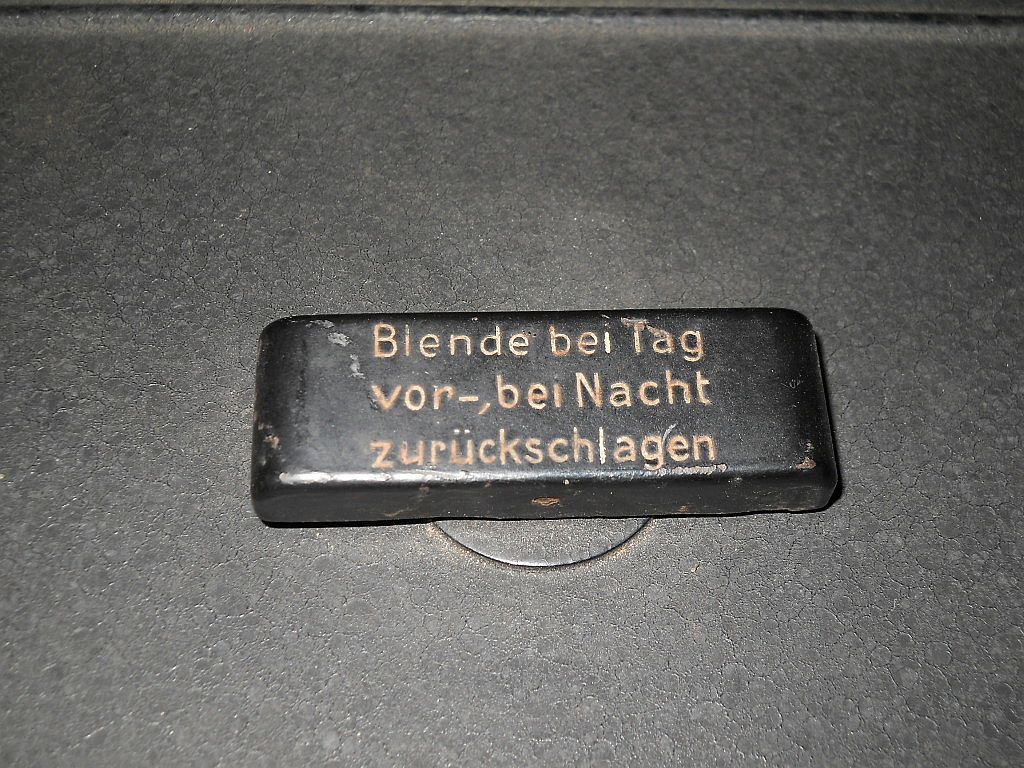 Blende bei Tag
vor-, bei Nacht
zurückschlagen